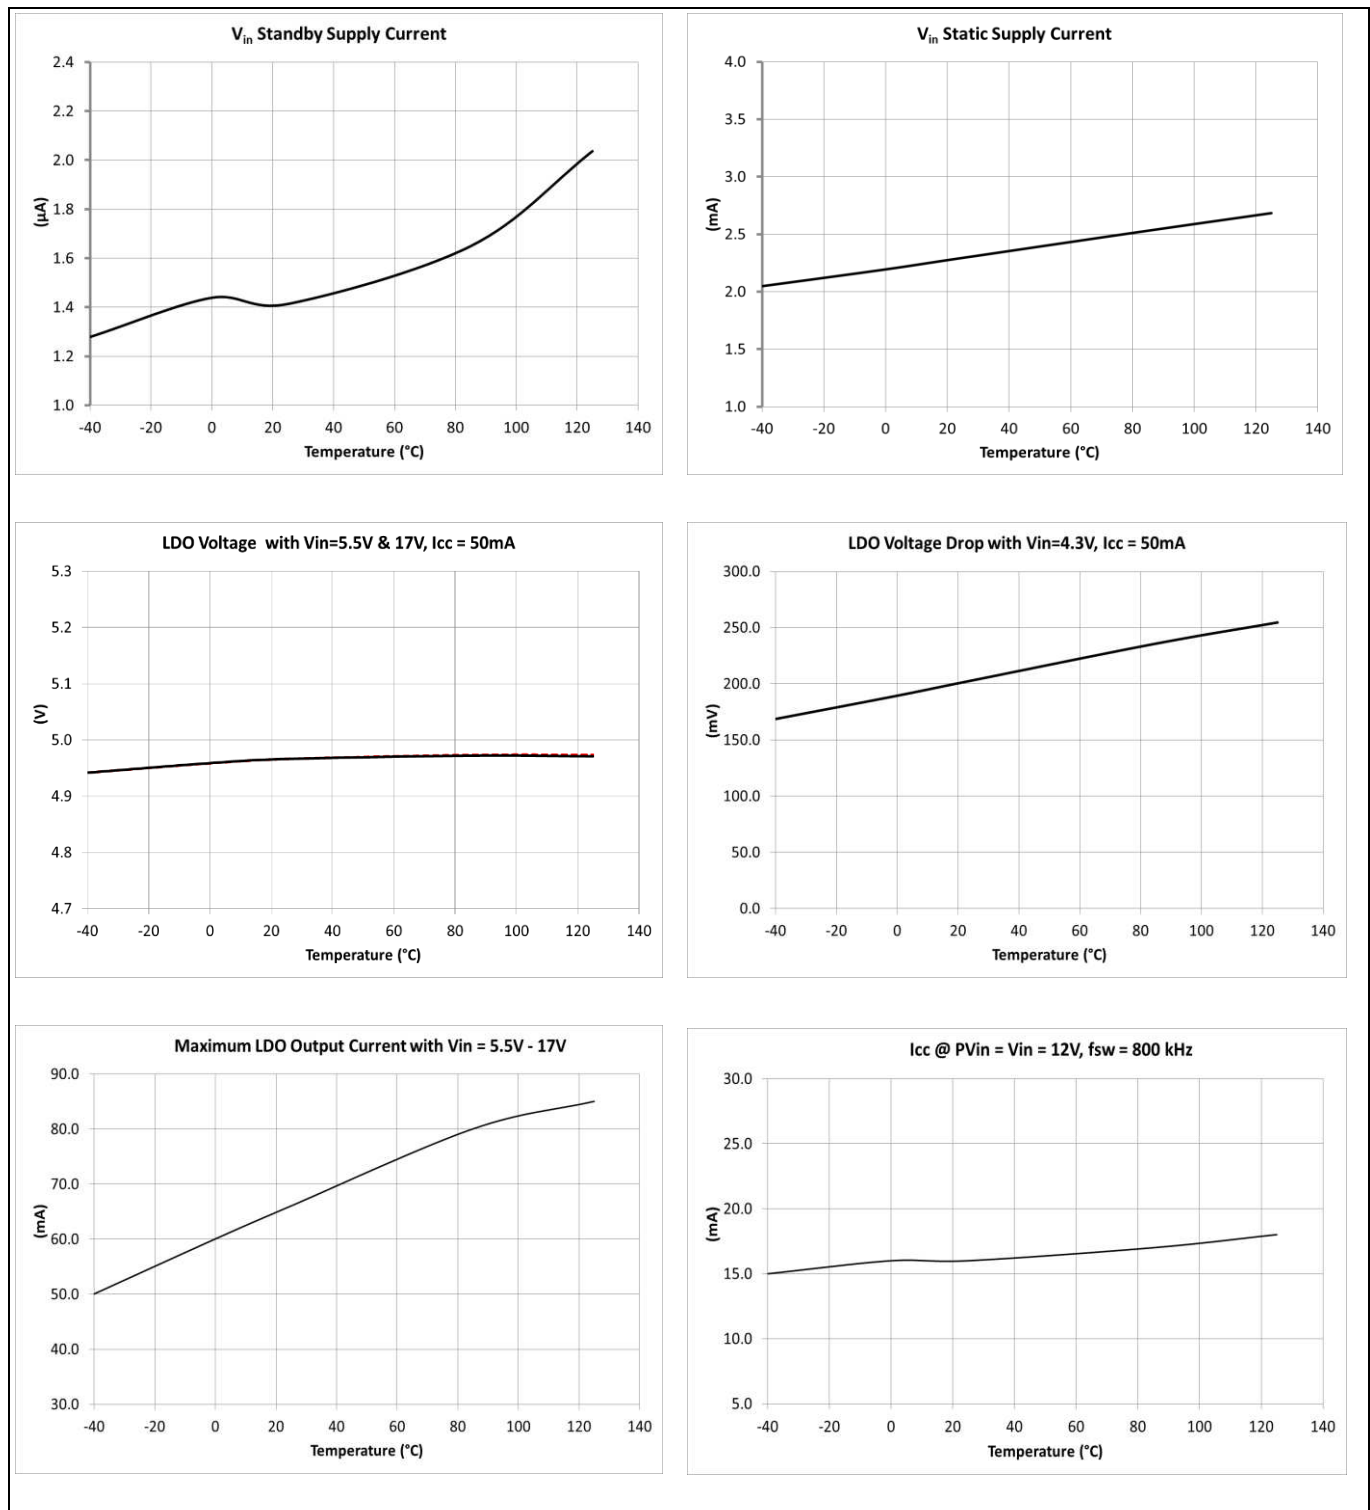 V_in Standby Supply Current
2.4
2.2
2.0
1.8
1.6
1.4
1.2
1.0
(µA)
-40 -20 0 20 40 60 80 100 120 140
Temperature (°C)
V_in Static Supply Current
4.0
3.5
3.0
2.5
2.0
1.5
1.0
(mA)
-40 -20 0 20 40 60 80 100 120 140
Temperature (°C)
LDO Voltage with Vin=5.5V & 17V, Icc = 50mA
5.3
5.2
5.1
5.0
4.9
4.8
4.7
(V)
-40 -20 0 20 40 60 80 100 120 140
Temperature (°C)
LDO Voltage Drop with Vin=4.3V, Icc = 50mA
300.0
250.0
200.0
150.0
100.0
50.0
0.0
(mV)
-40 -20 0 20 40 60 80 100 120 140
Temperature (°C)
Maximum LDO Output Current with Vin = 5.5V - 17V
90.0
80.0
70.0
60.0
50.0
40.0
30.0
(mA)
-40 -20 0 20 40 60 80 100 120 140
Temperature (°C)
Icc @ PVin = Vin = 12V, fsw = 800 kHz
30.0
25.0
20.0
15.0
10.0
5.0
(mA)
-40 -20 0 20 40 60 80 100 120 140
Temperature (°C)